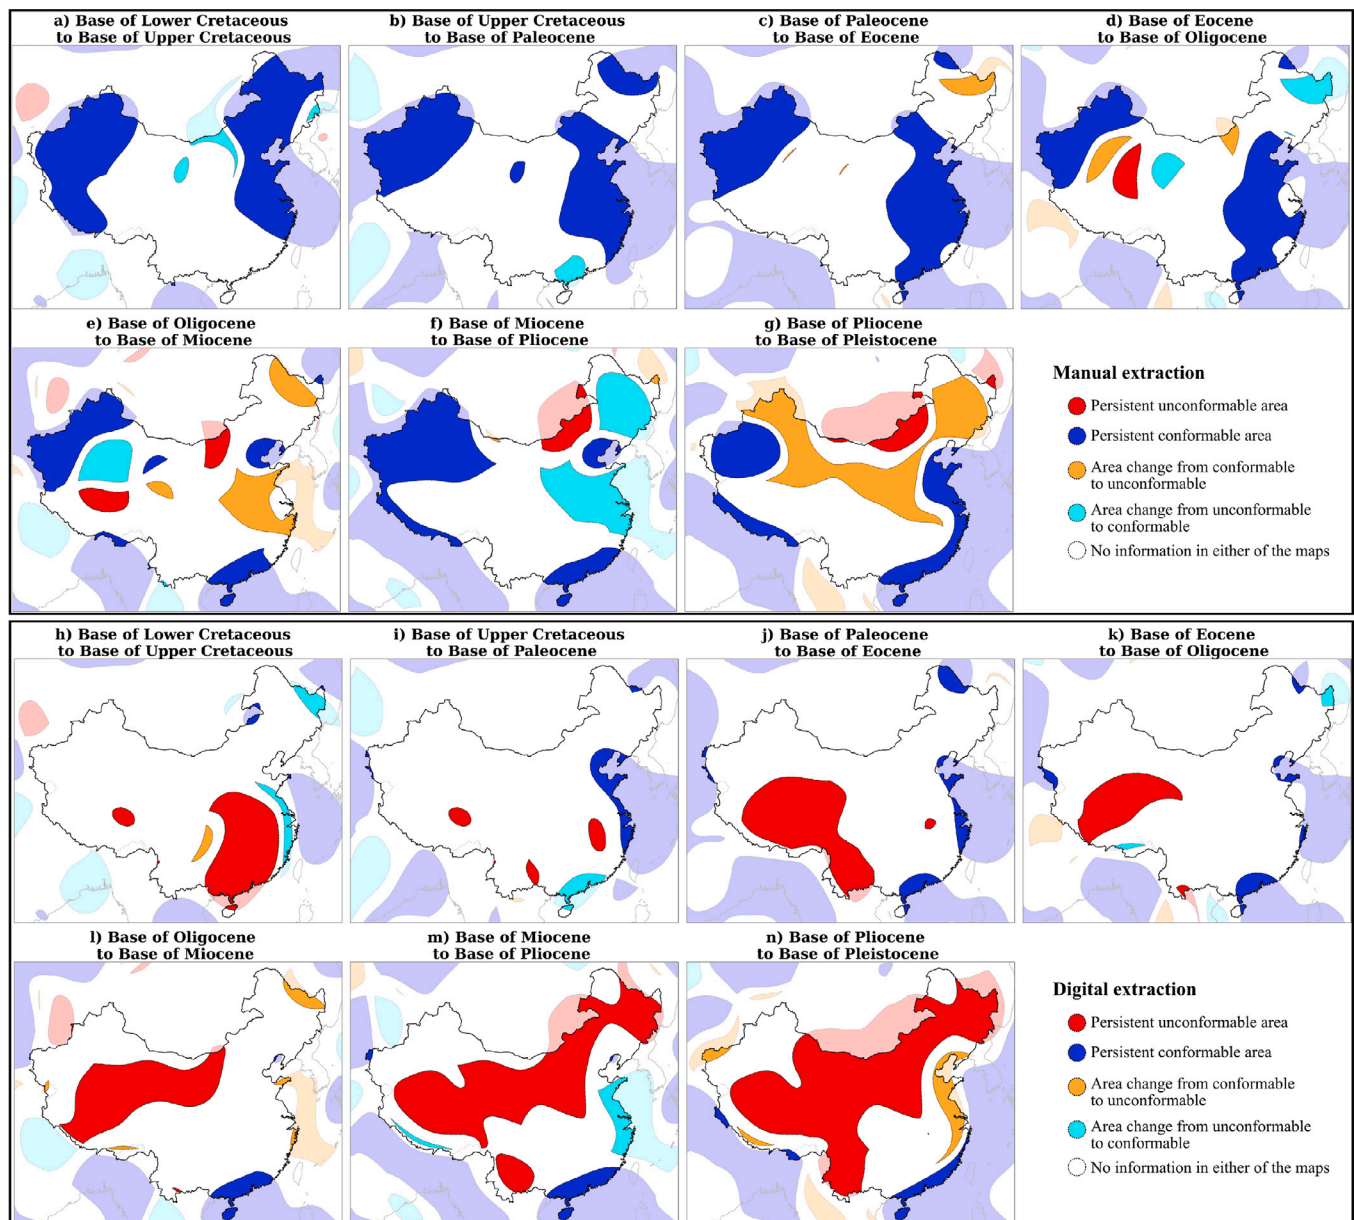 a) Base of Lower Cretaceous
to Base of Upper Cretaceous
b) Base of Upper Cretaceous
to Base of Paleocene
c) Base of Paleocene
to Base of Eocene
d) Base of Eocene
to Base of Oligocene
e) Base of Oligocene
to Base of Miocene
f) Base of Miocene
to Base of Pliocene
g) Base of Pliocene
to Base of Pleistocene
Manual extraction
Persistent unconformable area
Persistent conformable area
Area change from conformable
to unconformable
Area change from unconformable
to conformable
No information in either of the maps
h) Base of Lower Cretaceous
to Base of Upper Cretaceous
i) Base of Upper Cretaceous
to Base of Paleocene
j) Base of Paleocene
to Base of Eocene
k) Base of Eocene
to Base of Oligocene
l) Base of Oligocene
to Base of Miocene
m) Base of Miocene
to Base of Pliocene
n) Base of Pliocene
to Base of Pleistocene
Digital extraction
Persistent unconformable area
Persistent conformable area
Area change from conformable
to unconformable
Area change from unconformable
to conformable
No information in either of the maps